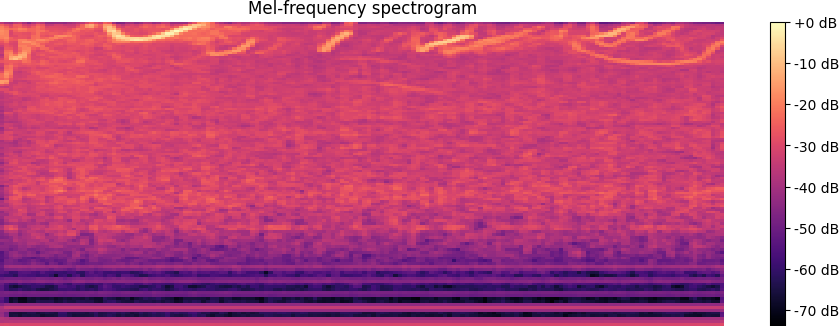 Mel-frequency spectrogram
+0 dB
-10 dB
-20 dB
-30 dB
-40 dB
-50 dB
-60 dB
-70 dB